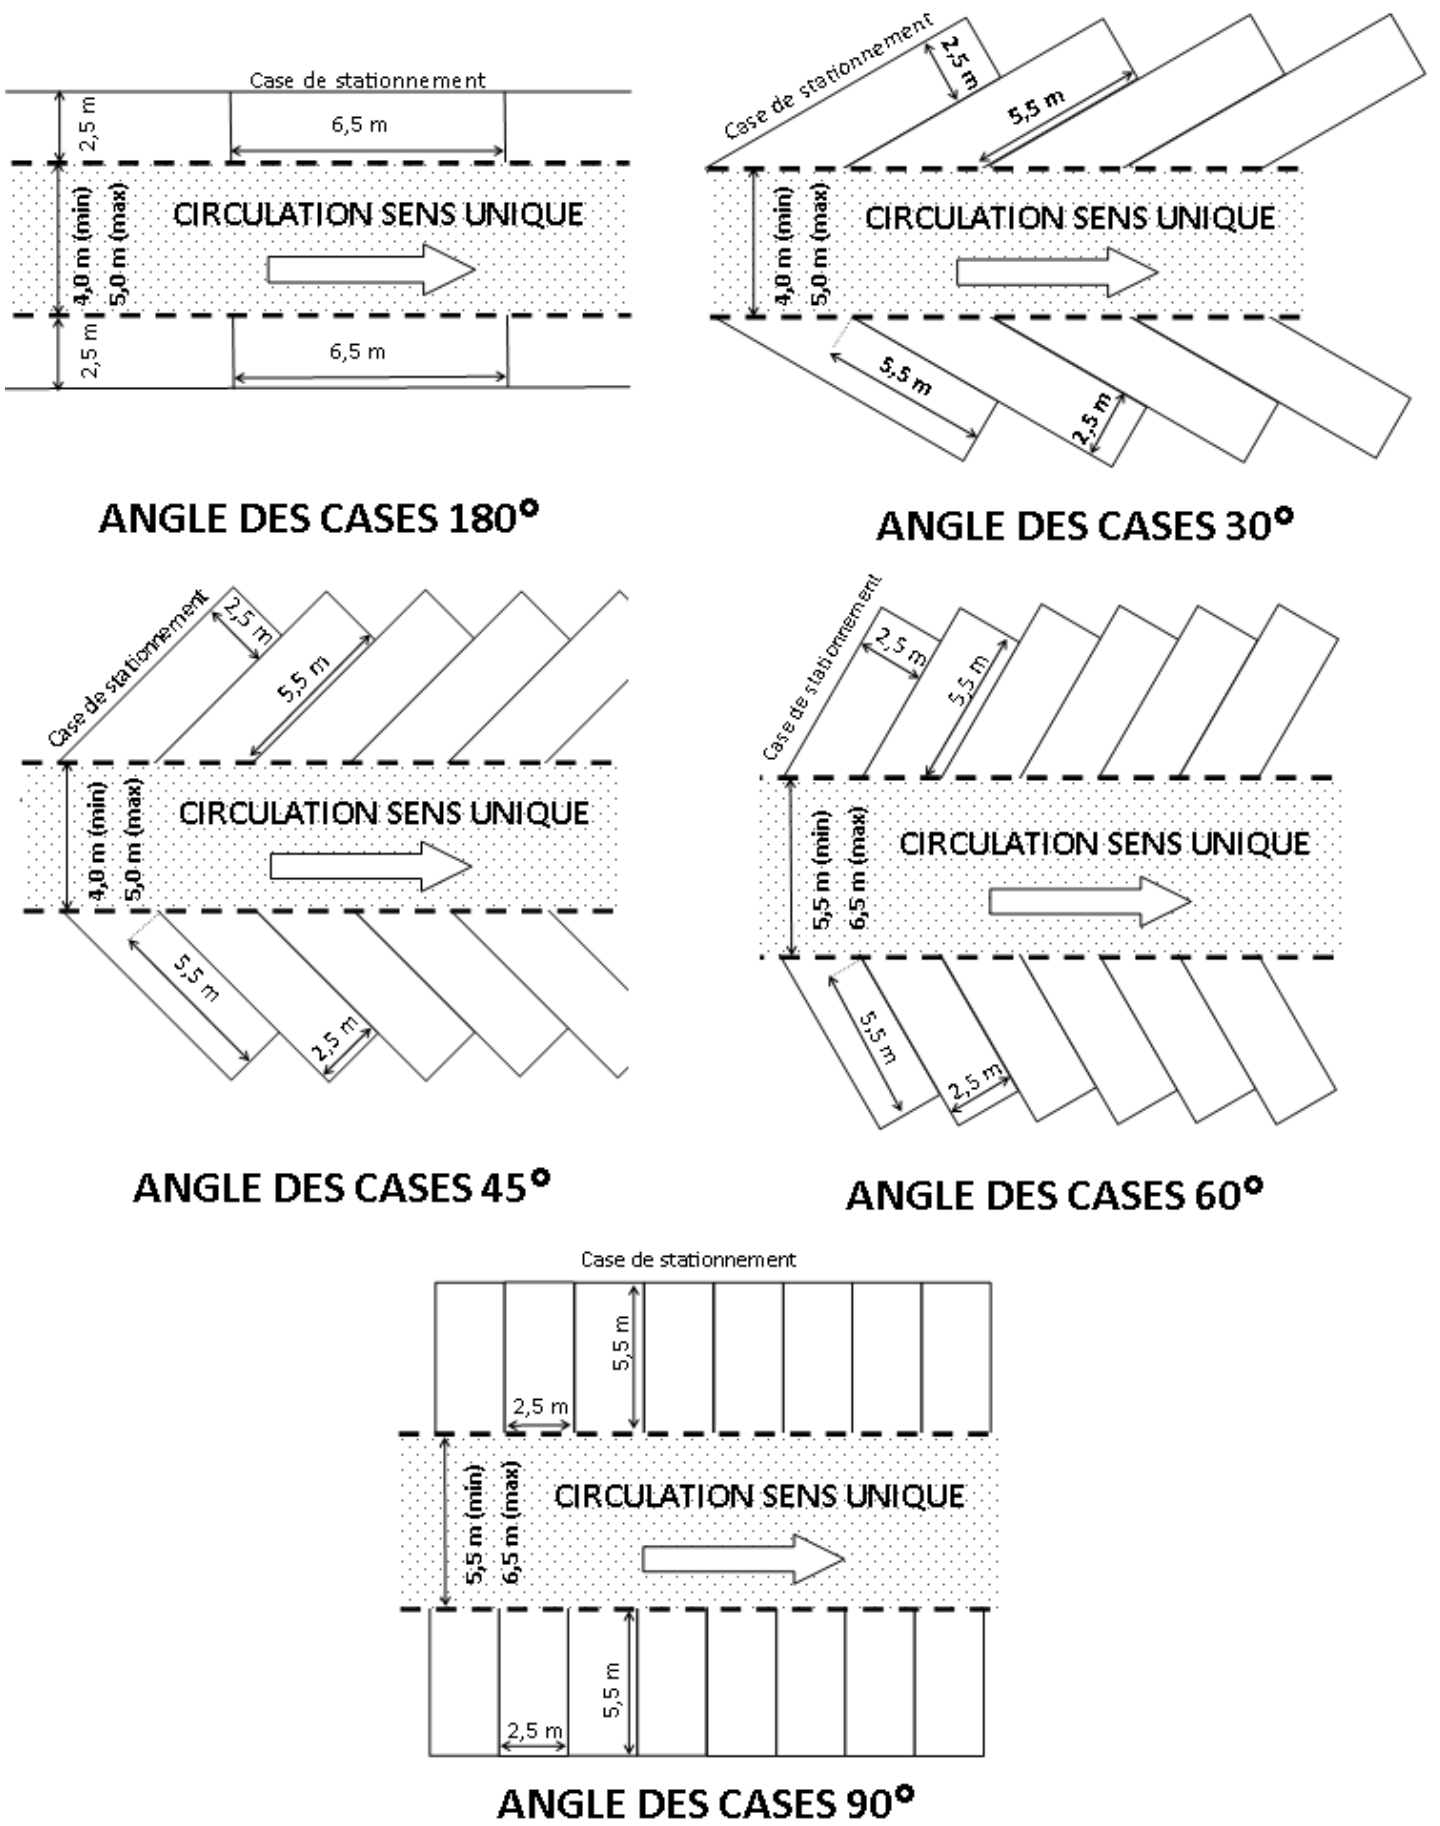 Case de stationnement
2,5 m
6,5 m
4,0 m (min)
5,0 m (max)
CIRCULATION SENS UNIQUE
2,5 m
6,5 m
ANGLE DES CASES 180°
Case de stationnement
2,5 m
5,5 m
4,0 m (min)
5,0 m (max)
CIRCULATION SENS UNIQUE
5,5 m
2,5 m
ANGLE DES CASES 30°
Case de stationnement
2,5 m
5,5 m
4,0 m (min)
5,0 m (max)
CIRCULATION SENS UNIQUE
5,5 m
2,5 m
ANGLE DES CASES 45°
Case de stationnement
2,5 m
5,5 m
5,5 m (min)
6,5 m (max)
CIRCULATION SENS UNIQUE
5,5 m
2,5 m
ANGLE DES CASES 60°
Case de stationnement
5,5 m
2,5 m
5,5 m (min)
6,5 m (max)
CIRCULATION SENS UNIQUE
5,5 m
2,5 m
ANGLE DES CASES 90°